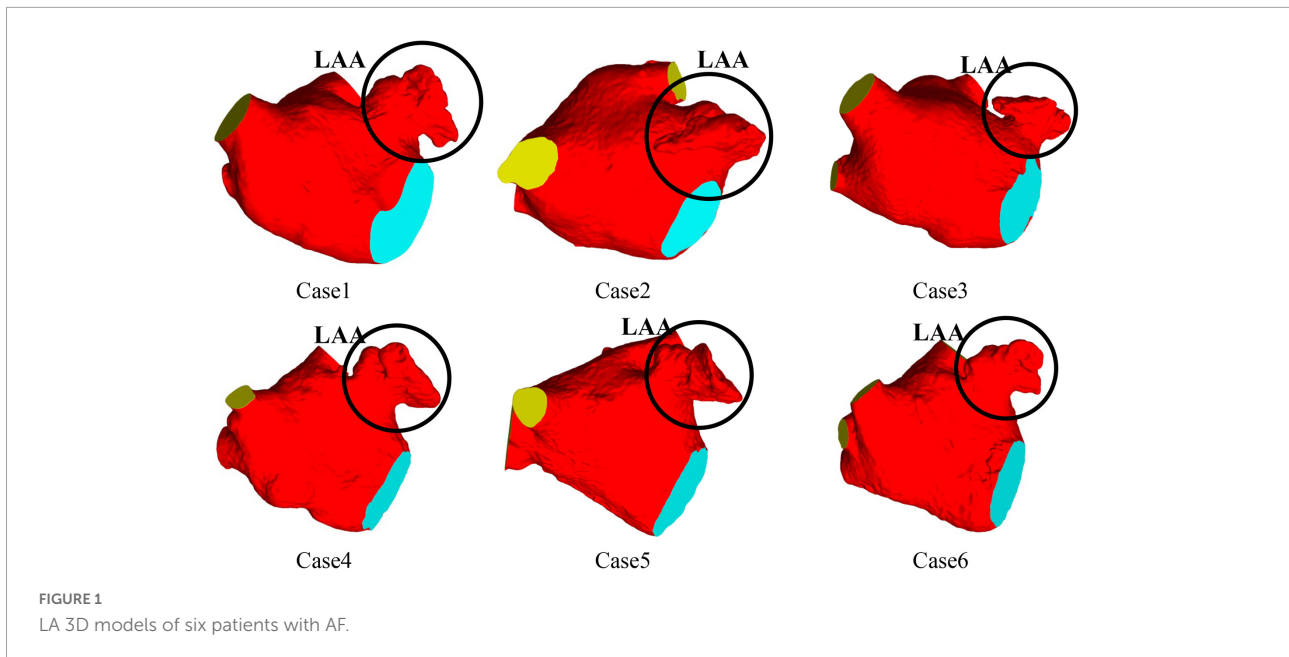 LAA
LAA
LAA
Case1
Case2
Case3
LAA
LAA
LAA
Case4
Case5
Case6
FIGURE 1
LA 3D models of six patients with AF.